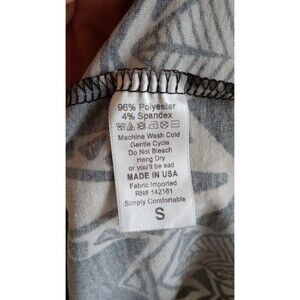 96% Polyester
4% Spandex
Machine Wash Cold
Gentle Cycle
Do Not Bleach
Hang Dry
or you'll be sad
MADE IN USA
Fabric Imported
RN# 142161
Simply Comfortable
S